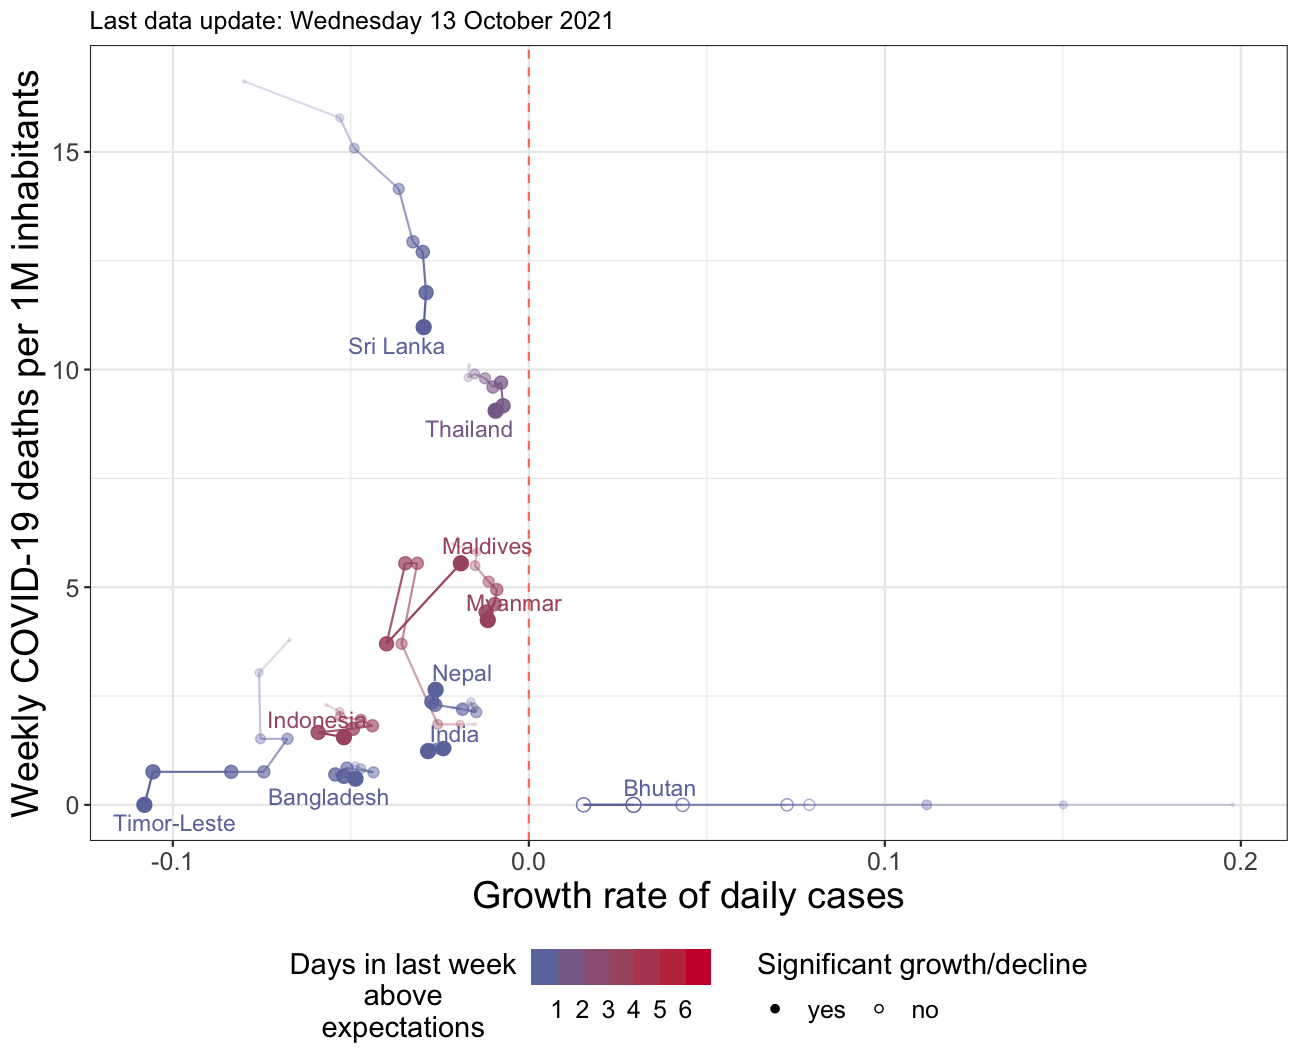 Last data update: Wednesday 13 October 2021
Weekly COVID-19 deaths per 1M inhabitants
15
10
5
0
Sri Lanka
Thailand
Maldives
Myanmar
Nepal
Indonesia
India
Bhutan
Bangladesh
Timor-Leste
-0.1
0.0
0.1
0.2
Growth rate of daily cases
Days in last week
above
expectations
1 2 3 4 5 6
Significant growth/decline
yes no